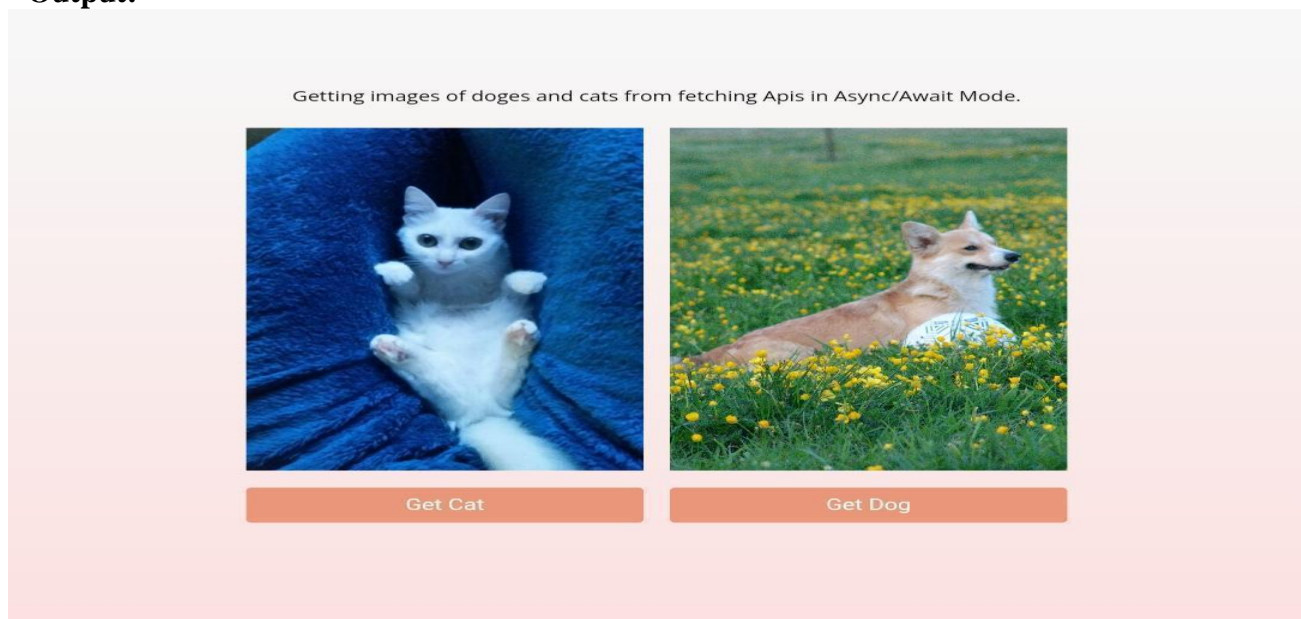 Output:
Getting images of doges and cats from fetching Apis in Async/Await Mode.
Get Cat
Get Dog